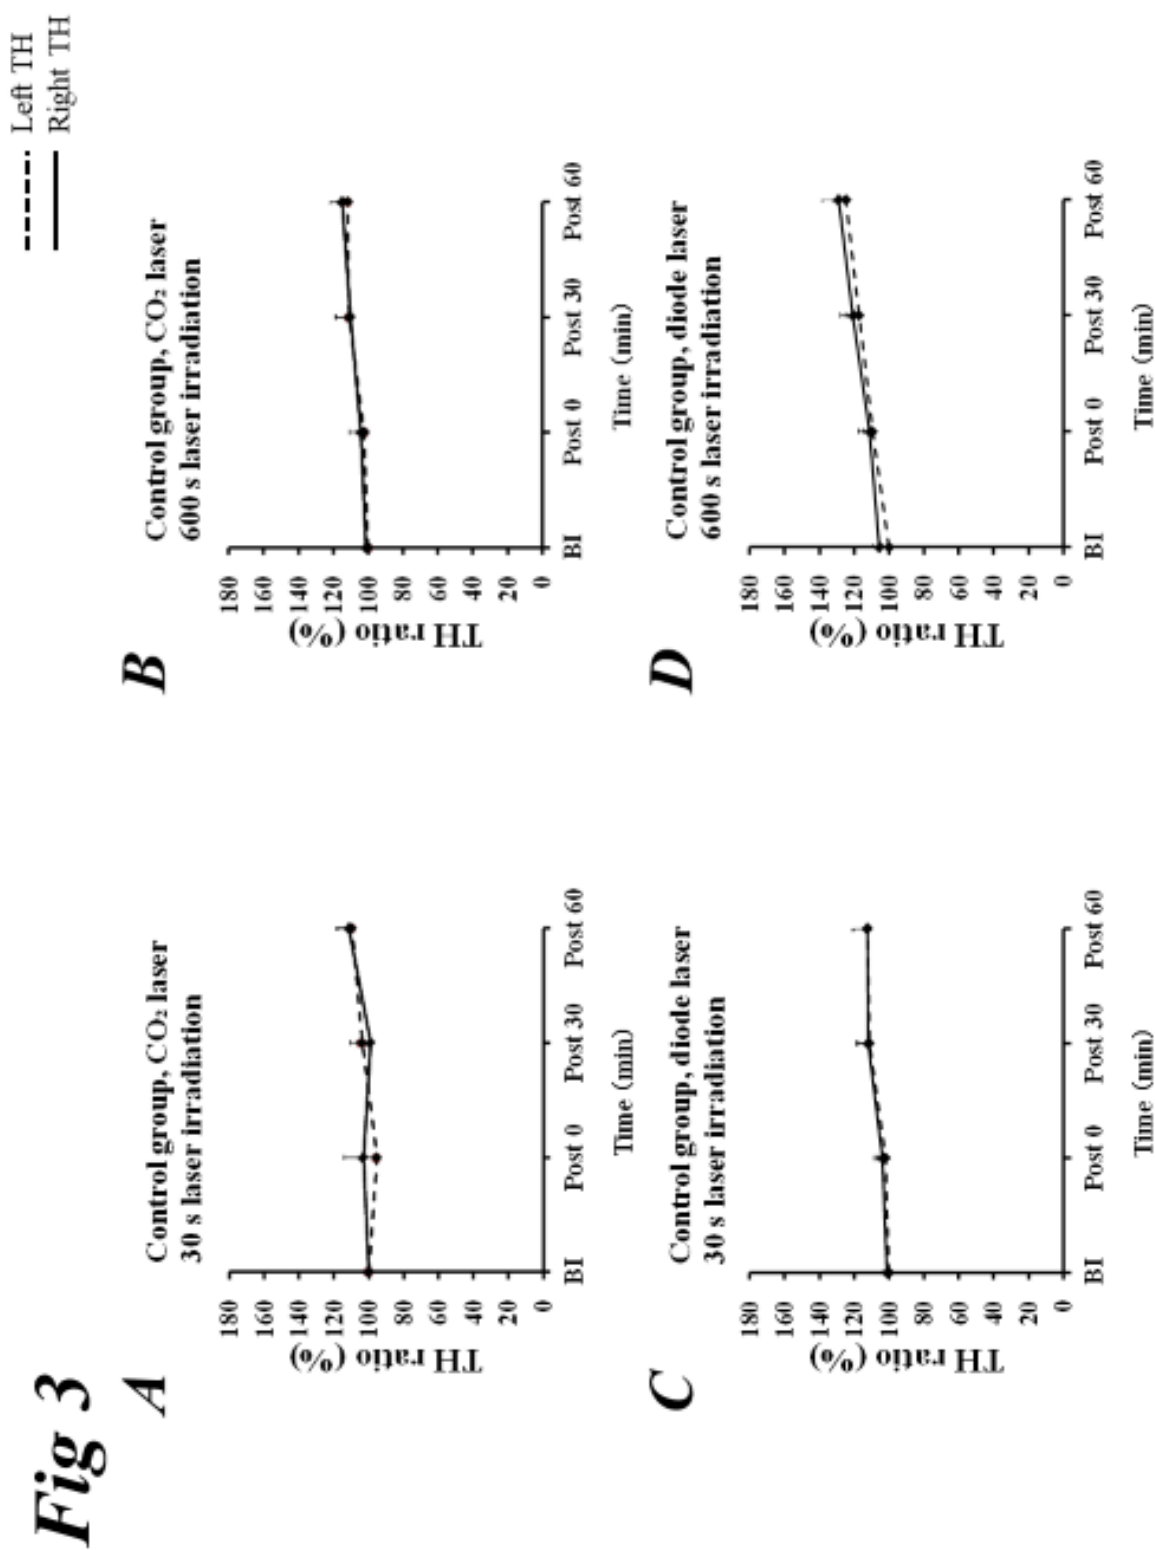 Fig 3
Left TH
Right TH
A
Control group, CO₂ laser
30 s laser irradiation
TH ratio (%)
180
160
140
120
100
80
60
40
20
0
BI Post 0 Post 30 Post 60
Time (min)
B
Control group, CO₂ laser
600 s laser irradiation
TH ratio (%)
180
160
140
120
100
80
60
40
20
0
BI Post 0 Post 30 Post 60
Time (min)
C
Control group, diode laser
30 s laser irradiation
TH ratio (%)
180
160
140
120
100
80
60
40
20
0
BI Post 0 Post 30 Post 60
Time (min)
D
Control group, diode laser
600 s laser irradiation
TH ratio (%)
180
160
140
120
100
80
60
40
20
0
BI Post 0 Post 30 Post 60
Time (min)